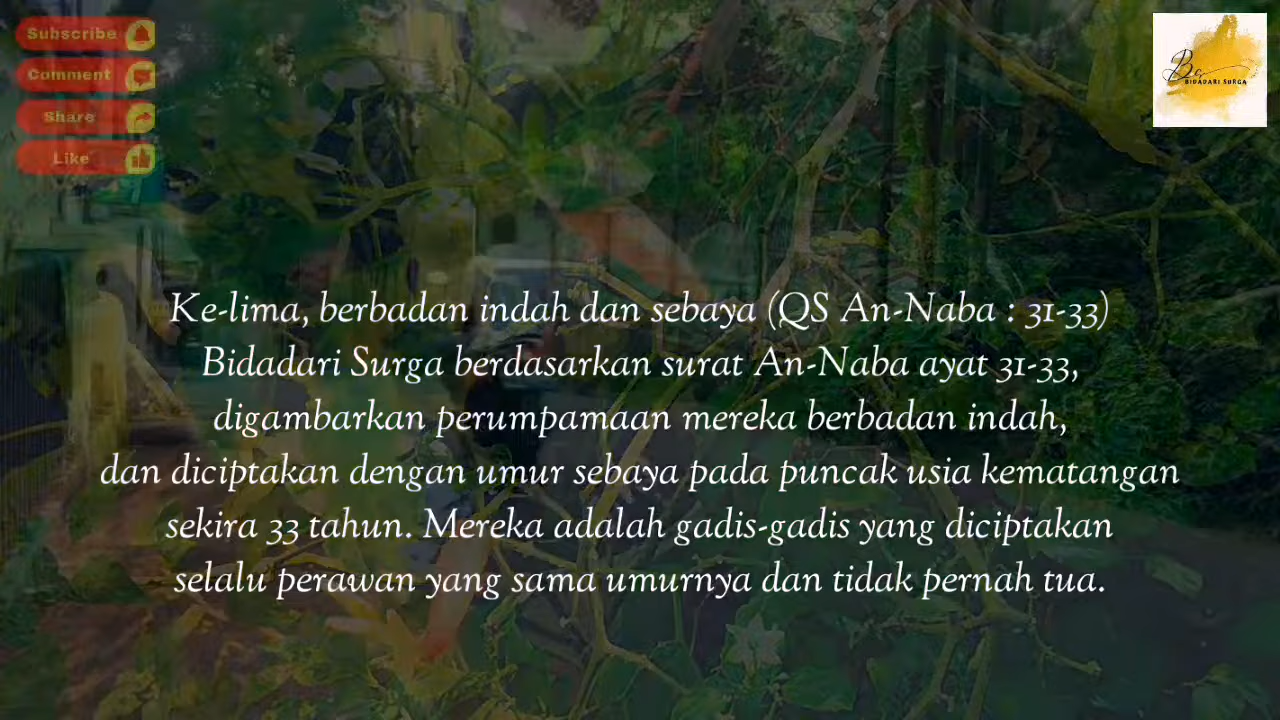 Subscribe
Comment
Share
Like
Bs
BIDADARI SURGA
Ke-lima, berbadan indah dan sebaya (QS An-Naba : 31-33)
Bidadari Surga berdasarkan surat An-Naba ayat 31-33,
digambarkan perumpamaan mereka berbadan indah,
dan diciptakan dengan umur sebaya pada puncak usia kematangan
sekira 33 tahun. Mereka adalah gadis-gadis yang diciptakan
selalu perawan yang sama umurnya dan tidak pernah tua.